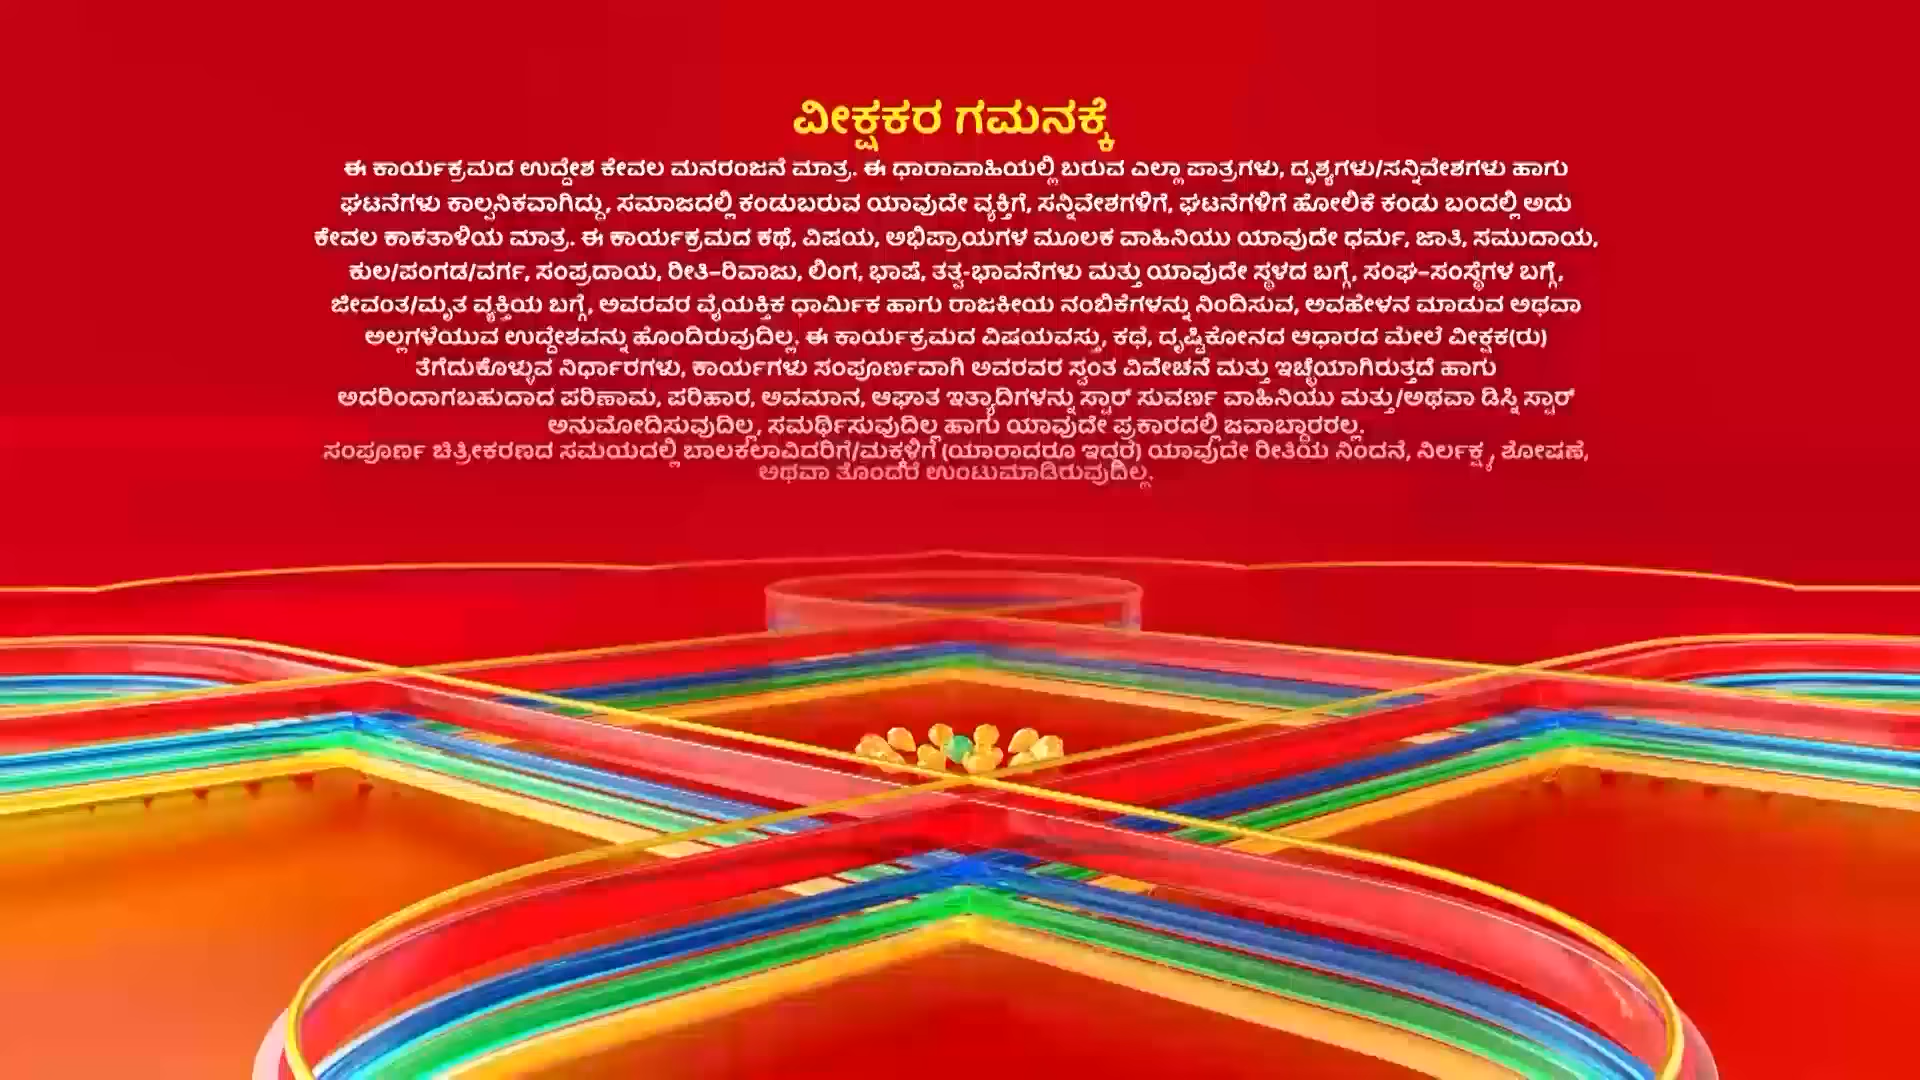 ವೀಕ್ಷಕರ ಗಮನಕ್ಕೆ
ಈ ಕಾರ್ಯಕ್ರಮದ ಉದ್ದೇಶ ಕೇವಲ ಮನರಂಜನೆ ಮಾತ್ರ. ಈ ಧಾರಾವಾಹಿಯಲ್ಲಿ ಬರುವ ಎಲ್ಲಾ ಪಾತ್ರಗಳು, ದೃಶ್ಯಗಳು/ಸನ್ನಿವೇಶಗಳು ಹಾಗು
ಘಟನೆಗಳು ಕಾಲ್ಪನಿಕವಾಗಿದ್ದು, ಸಮಾಜದಲ್ಲಿ ಕಂಡುಬರುವ ಯಾವುದೇ ವ್ಯಕ್ತಿಗೆ, ಸನ್ನಿವೇಶಗಳಿಗೆ, ಘಟನೆಗಳಿಗೆ ಹೋಲಿಕೆ ಕಂಡು ಬಂದಲ್ಲಿ ಅದು
ಕೇವಲ ಕಾಕತಾಳಿಯ ಮಾತ್ರ. ಈ ಕಾರ್ಯಕ್ರಮದ ಕಥೆ, ವಿಷಯ, ಅಭಿಪ್ರಾಯಗಳ ಮೂಲಕ ವಾಹಿನಿಯು ಯಾವುದೇ ಧರ್ಮ, ಜಾತಿ, ಸಮುದಾಯ,
ಕುಲ/ಪಂಗಡ/ವರ್ಗ, ಸಂಪ್ರದಾಯ, ರೀತಿ-ರಿವಾಜು, ಲಿಂಗ, ಭಾಷೆ, ತತ್ವ-ಭಾವನೆಗಳು ಮತ್ತು ಯಾವುದೇ ಸ್ಥಳದ ಬಗ್ಗೆ, ಸಂಘ-ಸಂಸ್ಥೆಗಳ ಬಗ್ಗೆ,
ಜೀವಂತ/ಮೃತ ವ್ಯಕ್ತಿಯ ಬಗ್ಗೆ, ಅವರವರ ವೈಯಕ್ತಿಕ ಧಾರ್ಮಿಕ ಹಾಗು ರಾಜಕೀಯ ನಂಬಿಕೆಗಳನ್ನು ನಿಂದಿಸುವ, ಅವಹೇಳನ ಮಾಡುವ ಅಥವಾ
ಅಲ್ಲಗಳೆಯುವ ಉದ್ದೇಶವನ್ನು ಹೊಂದಿರುವುದಿಲ್ಲ. ಈ ಕಾರ್ಯಕ್ರಮದ ವಿಷಯವಸ್ತು, ಕಥೆ, ದೃಷ್ಟಿಕೋನದ ಆಧಾರದ ಮೇಲೆ ವೀಕ್ಷಕ(ರು)
ತೆಗೆದುಕೊಳ್ಳುವ ನಿರ್ಧಾರಗಳು, ಕಾರ್ಯಗಳು ಸಂಪೂರ್ಣವಾಗಿ ಅವರವರ ಸ್ವಂತ ವಿವೇಚನೆ ಮತ್ತು ಇಚ್ಛೆಯಾಗಿರುತ್ತದೆ ಹಾಗು
ಅದರಿಂದಾಗಬಹುದಾದ ಪರಿಣಾಮ, ಪರಿಹಾರ, ಅವಮಾನ, ಆಘಾತ ಇತ್ಯಾದಿಗಳನ್ನು ಸ್ಟಾರ್ ಸುವರ್ಣ ವಾಹಿನಿಯು ಮತ್ತು/ಅಥವಾ ಡಿಸ್ನಿ ಸ್ಟಾರ್
ಅನುಮೋದಿಸುವುದಿಲ್ಲ, ಸಮರ್ಥಿಸುವುದಿಲ್ಲ ಹಾಗು ಯಾವುದೇ ಪ್ರಕಾರದಲ್ಲಿ ಜವಾಬ್ದಾರರಲ್ಲ.
ಸಂಪೂರ್ಣ ಚಿತ್ರೀಕರಣದ ಸಮಯದಲ್ಲಿ ಬಾಲಕಲಾವಿದರಿಗೆ/ಮಕ್ಕಳಿಗೆ (ಯಾರಾದರೂ ಇದ್ದರೆ) ಯಾವುದೇ ರೀತಿಯ ನಿಂದನೆ, ನಿರ್ಲಕ್ಷ್ಯ, ಶೋಷಣೆ,
ಅಥವಾ ತೊಂದರೆ ಉಂಟುಮಾಡಿರುವುದಿಲ್ಲ.